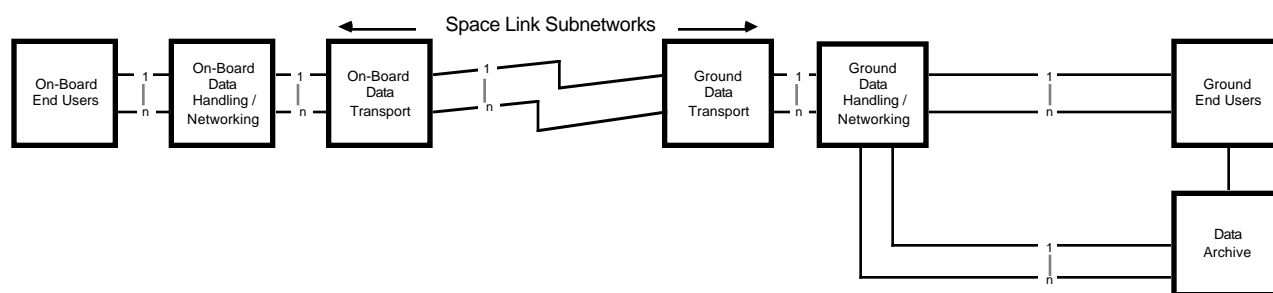 Space Link Subnetworks
On-Board
End Users
1
n
On-Board
Data
Handling /
Networking
1
n
On-Board
Data
Transport
1
n
Ground
Data
Transport
1
n
Ground
Data
Handling /
Networking
1
n
Ground
End Users
1
n
Data
Archive